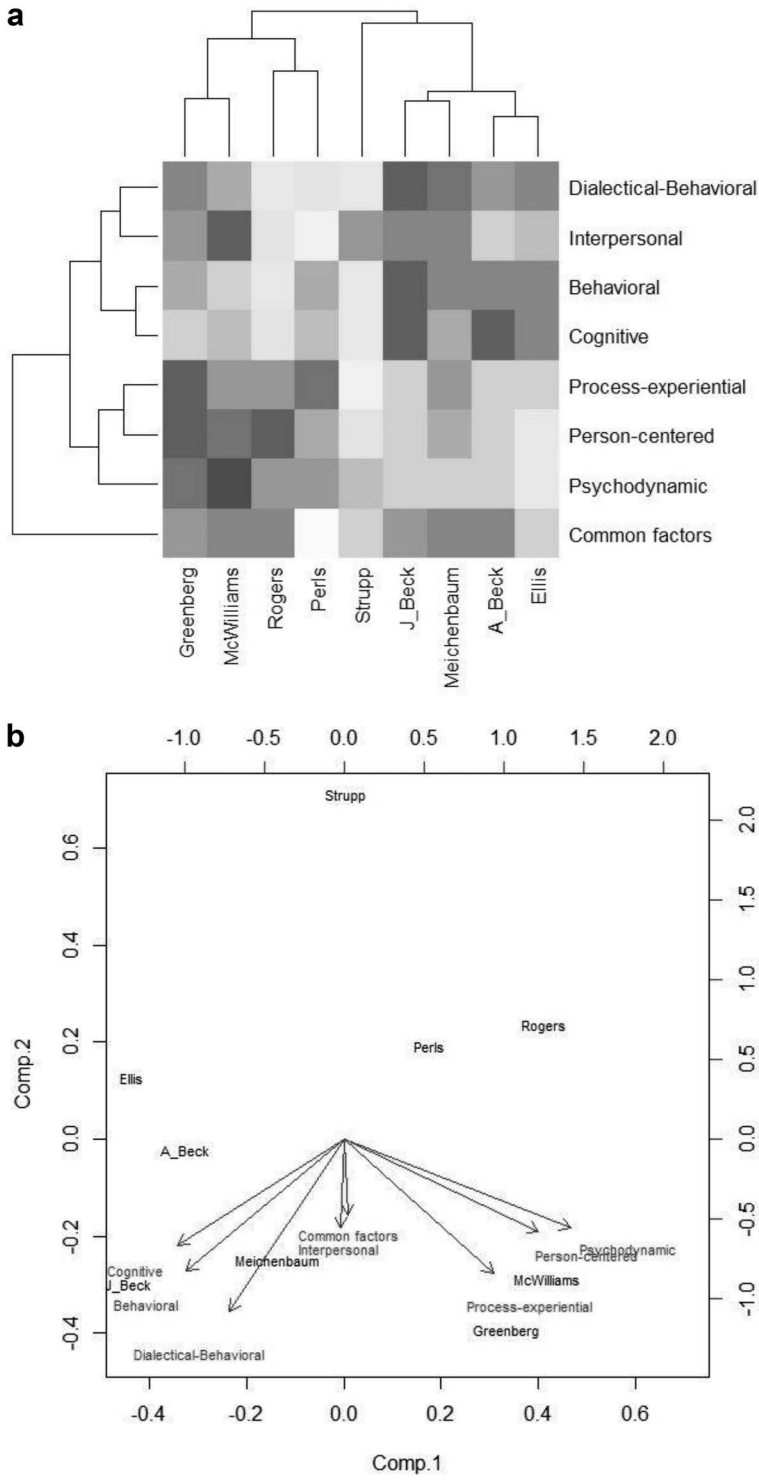 a
Dialectical-Behavioral
Interpersonal
Behavioral
Cognitive
Process-experiential
Person-centered
Psychodynamic
Common factors
Greenberg
McWilliams
Rogers
Perls
Strupp
J_Beck
Meichenbaum
A_Beck
Ellis
b
-1.0 -0.5 0.0 0.5 1.0 1.5 2.0
Strupp
0.6 0.4 0.2 0.0 -0.2 -0.4
2.0 1.5 1.0 0.5 0.0 -0.5 -1.0
Comp.2
Rogers
Perls
Ellis
A_Beck
Common factors
Interpersonal
Psychodynamic
Person-centered
Meichenbaum
Cognitive
J_Beck
McWilliams
Behavioral
Process-experiential
Greenberg
Dialectical-Behavioral
-0.4 -0.2 0.0 0.2 0.4 0.6
Comp.1